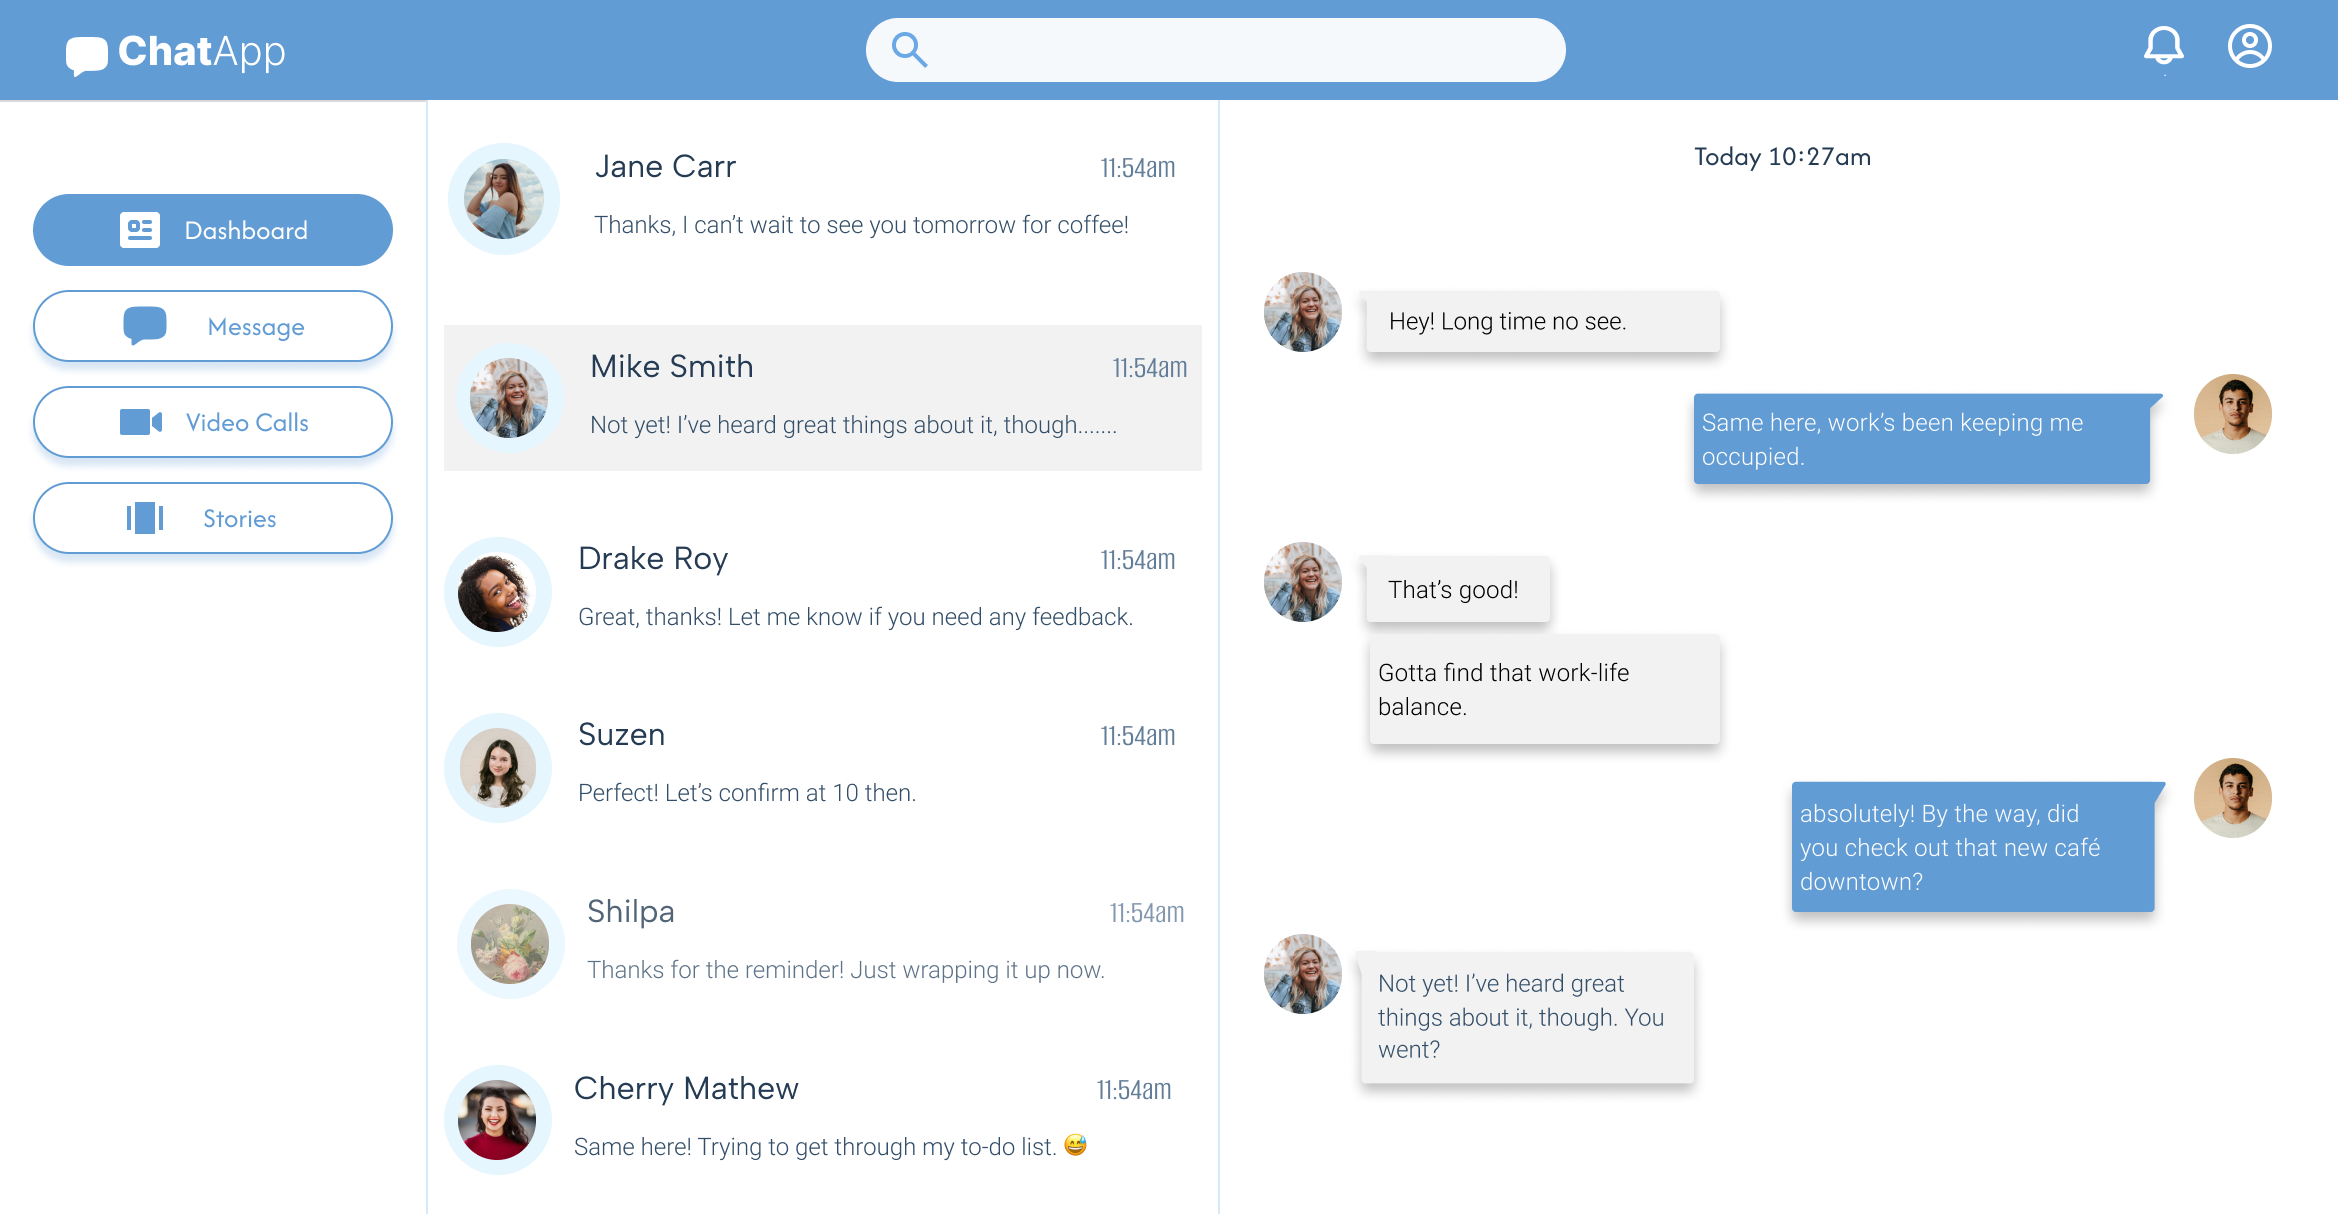 ChatApp
Dashboard
Message
Video Calls
Stories
Jane Carr
11:54am
Thanks, I can’t wait to see you tomorrow for coffee!
Mike Smith
11:54am
Not yet! I’ve heard great things about it, though.......
Drake Roy
11:54am
Great, thanks! Let me know if you need any feedback.
Suzen
11:54am
Perfect! Let’s confirm at 10 then.
Shilpa
11:54am
Thanks for the reminder! Just wrapping it up now.
Cherry Mathew
11:54am
Same here! Trying to get through my to-do list. 😅
Today 10:27am
Hey! Long time no see.
Same here, work’s been keeping me
occupied.
That’s good!
Gotta find that work-life
balance.
absolutely! By the way, did
you check out that new café
downtown?
Not yet! I’ve heard great
things about it, though. You
went?